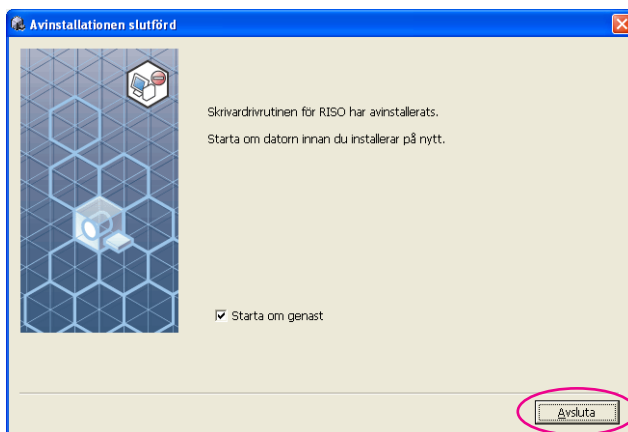 Avinstallationen slutförd
Skrivardrivrutinen för RISO har avinstallerats.
Starta om datorn innan du installerar på nytt.
Starta om genast
Avsluta